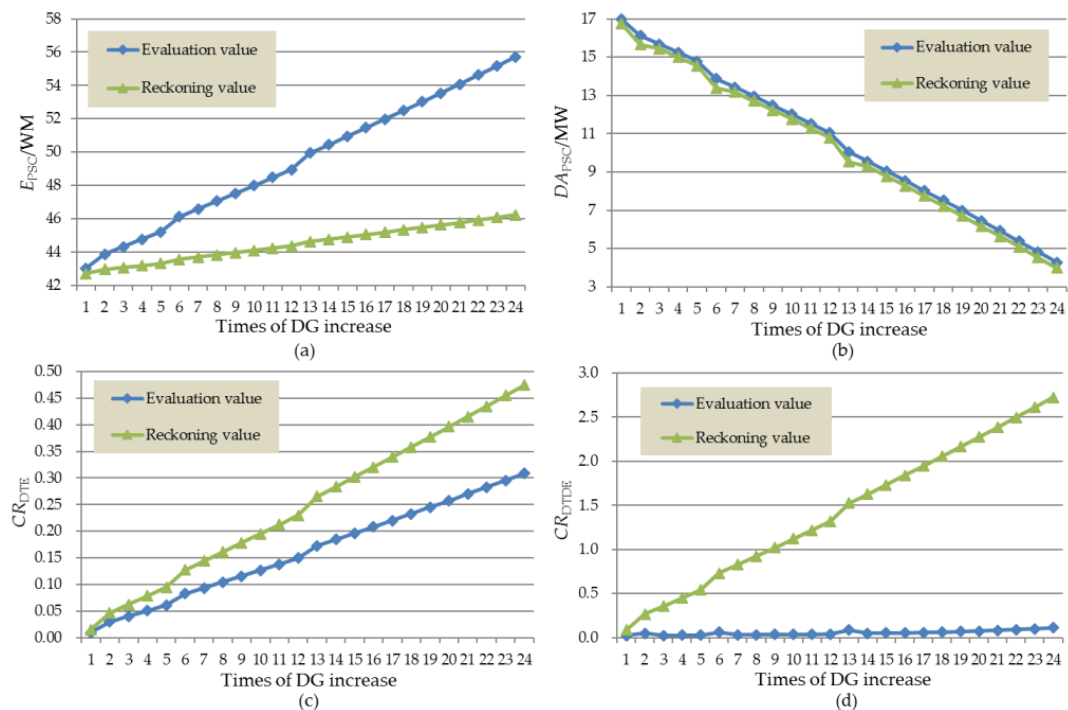 58
56
54
52
50
48
46
44
42
E_PSC/WM
Evaluation value
Reckoning value
1 2 3 4 5 6 7 8 9 10 11 12 13 14 15 16 17 18 19 20 21 22 23 24
Times of DG increase
(a)
17
15
13
11
9
7
5
3
DA_PSC/MW
Evaluation value
Reckoning value
1 2 3 4 5 6 7 8 9 10 11 12 13 14 15 16 17 18 19 20 21 22 23 24
Times of DG increase
(b)
0.50
0.45
0.40
0.35
0.30
0.25
0.20
0.15
0.10
0.05
0.00
CR_DTE
Evaluation value
Reckoning value
1 2 3 4 5 6 7 8 9 10 11 12 13 14 15 16 17 18 19 20 21 22 23 24
Times of DG increase
(c)
3.0
2.5
2.0
1.5
1.0
0.5
0.0
CR_DTDE
Evaluation value
Reckoning value
1 2 3 4 5 6 7 8 9 10 11 12 13 14 15 16 17 18 19 20 21 22 23 24
Times of DG increase
(d)